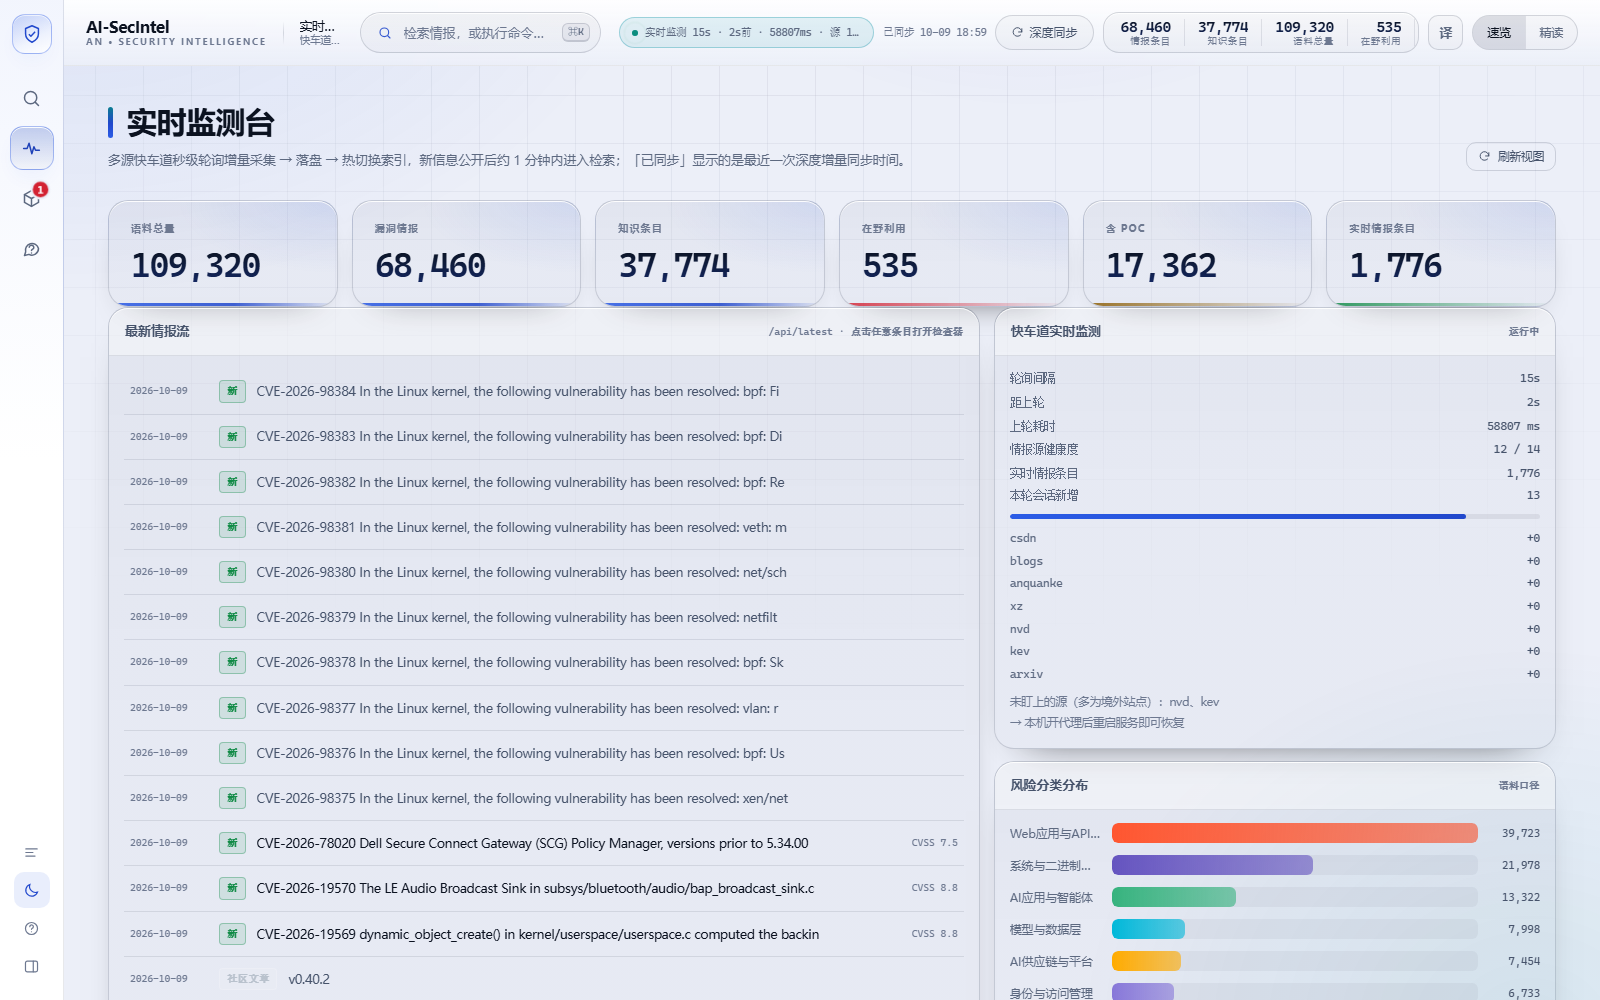 AI-SecIntel
AN • SECURITY INTELLIGENCE
实时...
快车道...
检索情报，或执行命令... ⌘K
实时监测 15s · 2s前 · 58807ms · 源 1…
已同步 10-09 18:59
深度同步
68,460 情报条目
37,774 知识条目
109,320 语料总量
535 在野利用
译
速览 精读
1
实时监测台
多源快车道秒级轮询增量采集 → 落盘 → 热切换索引，新信息公开后约 1 分钟内进入检索；「已同步」显示的是最近一次深度增量同步时间。
刷新视图
语料总量
109,320
漏洞情报
68,460
知识条目
37,774
在野利用
535
含 POC
17,362
实时情报条目
1,776
最新情报流 /api/latest · 点击任意条目打开检查器
2026-10-09 新 CVE-2026-98384 In the Linux kernel, the following vulnerability has been resolved: bpf: Fi
2026-10-09 新 CVE-2026-98383 In the Linux kernel, the following vulnerability has been resolved: bpf: Di
2026-10-09 新 CVE-2026-98382 In the Linux kernel, the following vulnerability has been resolved: bpf: Re
2026-10-09 新 CVE-2026-98381 In the Linux kernel, the following vulnerability has been resolved: veth: m
2026-10-09 新 CVE-2026-98380 In the Linux kernel, the following vulnerability has been resolved: net/sch
2026-10-09 新 CVE-2026-98379 In the Linux kernel, the following vulnerability has been resolved: netfilt
2026-10-09 新 CVE-2026-98378 In the Linux kernel, the following vulnerability has been resolved: bpf: Sk
2026-10-09 新 CVE-2026-98377 In the Linux kernel, the following vulnerability has been resolved: vlan: r
2026-10-09 新 CVE-2026-98376 In the Linux kernel, the following vulnerability has been resolved: bpf: Us
2026-10-09 新 CVE-2026-98375 In the Linux kernel, the following vulnerability has been resolved: xen/net
2026-10-09 新 CVE-2026-78020 Dell Secure Connect Gateway (SCG) Policy Manager, versions prior to 5.34.00 CVSS 7.5
2026-10-09 新 CVE-2026-19570 The LE Audio Broadcast Sink in subsys/bluetooth/audio/bap_broadcast_sink.c CVSS 8.8
2026-10-09 新 CVE-2026-19569 dynamic_object_create() in kernel/userspace/userspace.c computed the backin CVSS 8.8
2026-10-09 社区文章 v0.40.2
快车道实时监测 运行中
轮询间隔 15s
距上轮 2s
上轮耗时 58807 ms
情报源健康度 12 / 14
实时情报条目 1,776
本轮会话新增 13
csdn +0
blogs +0
anquanke +0
xz +0
nvd +0
kev +0
arxiv +0
未盯上的源（多为境外站点）：nvd、kev
→ 本机开代理后重启服务即可恢复
风险分类分布 语料口径
Web应用与API... 39,723
系统与二进制... 21,978
AI应用与智能体 13,322
模型与数据层 7,998
AI供应链与平台 7,454
身份与访问管理 6,733